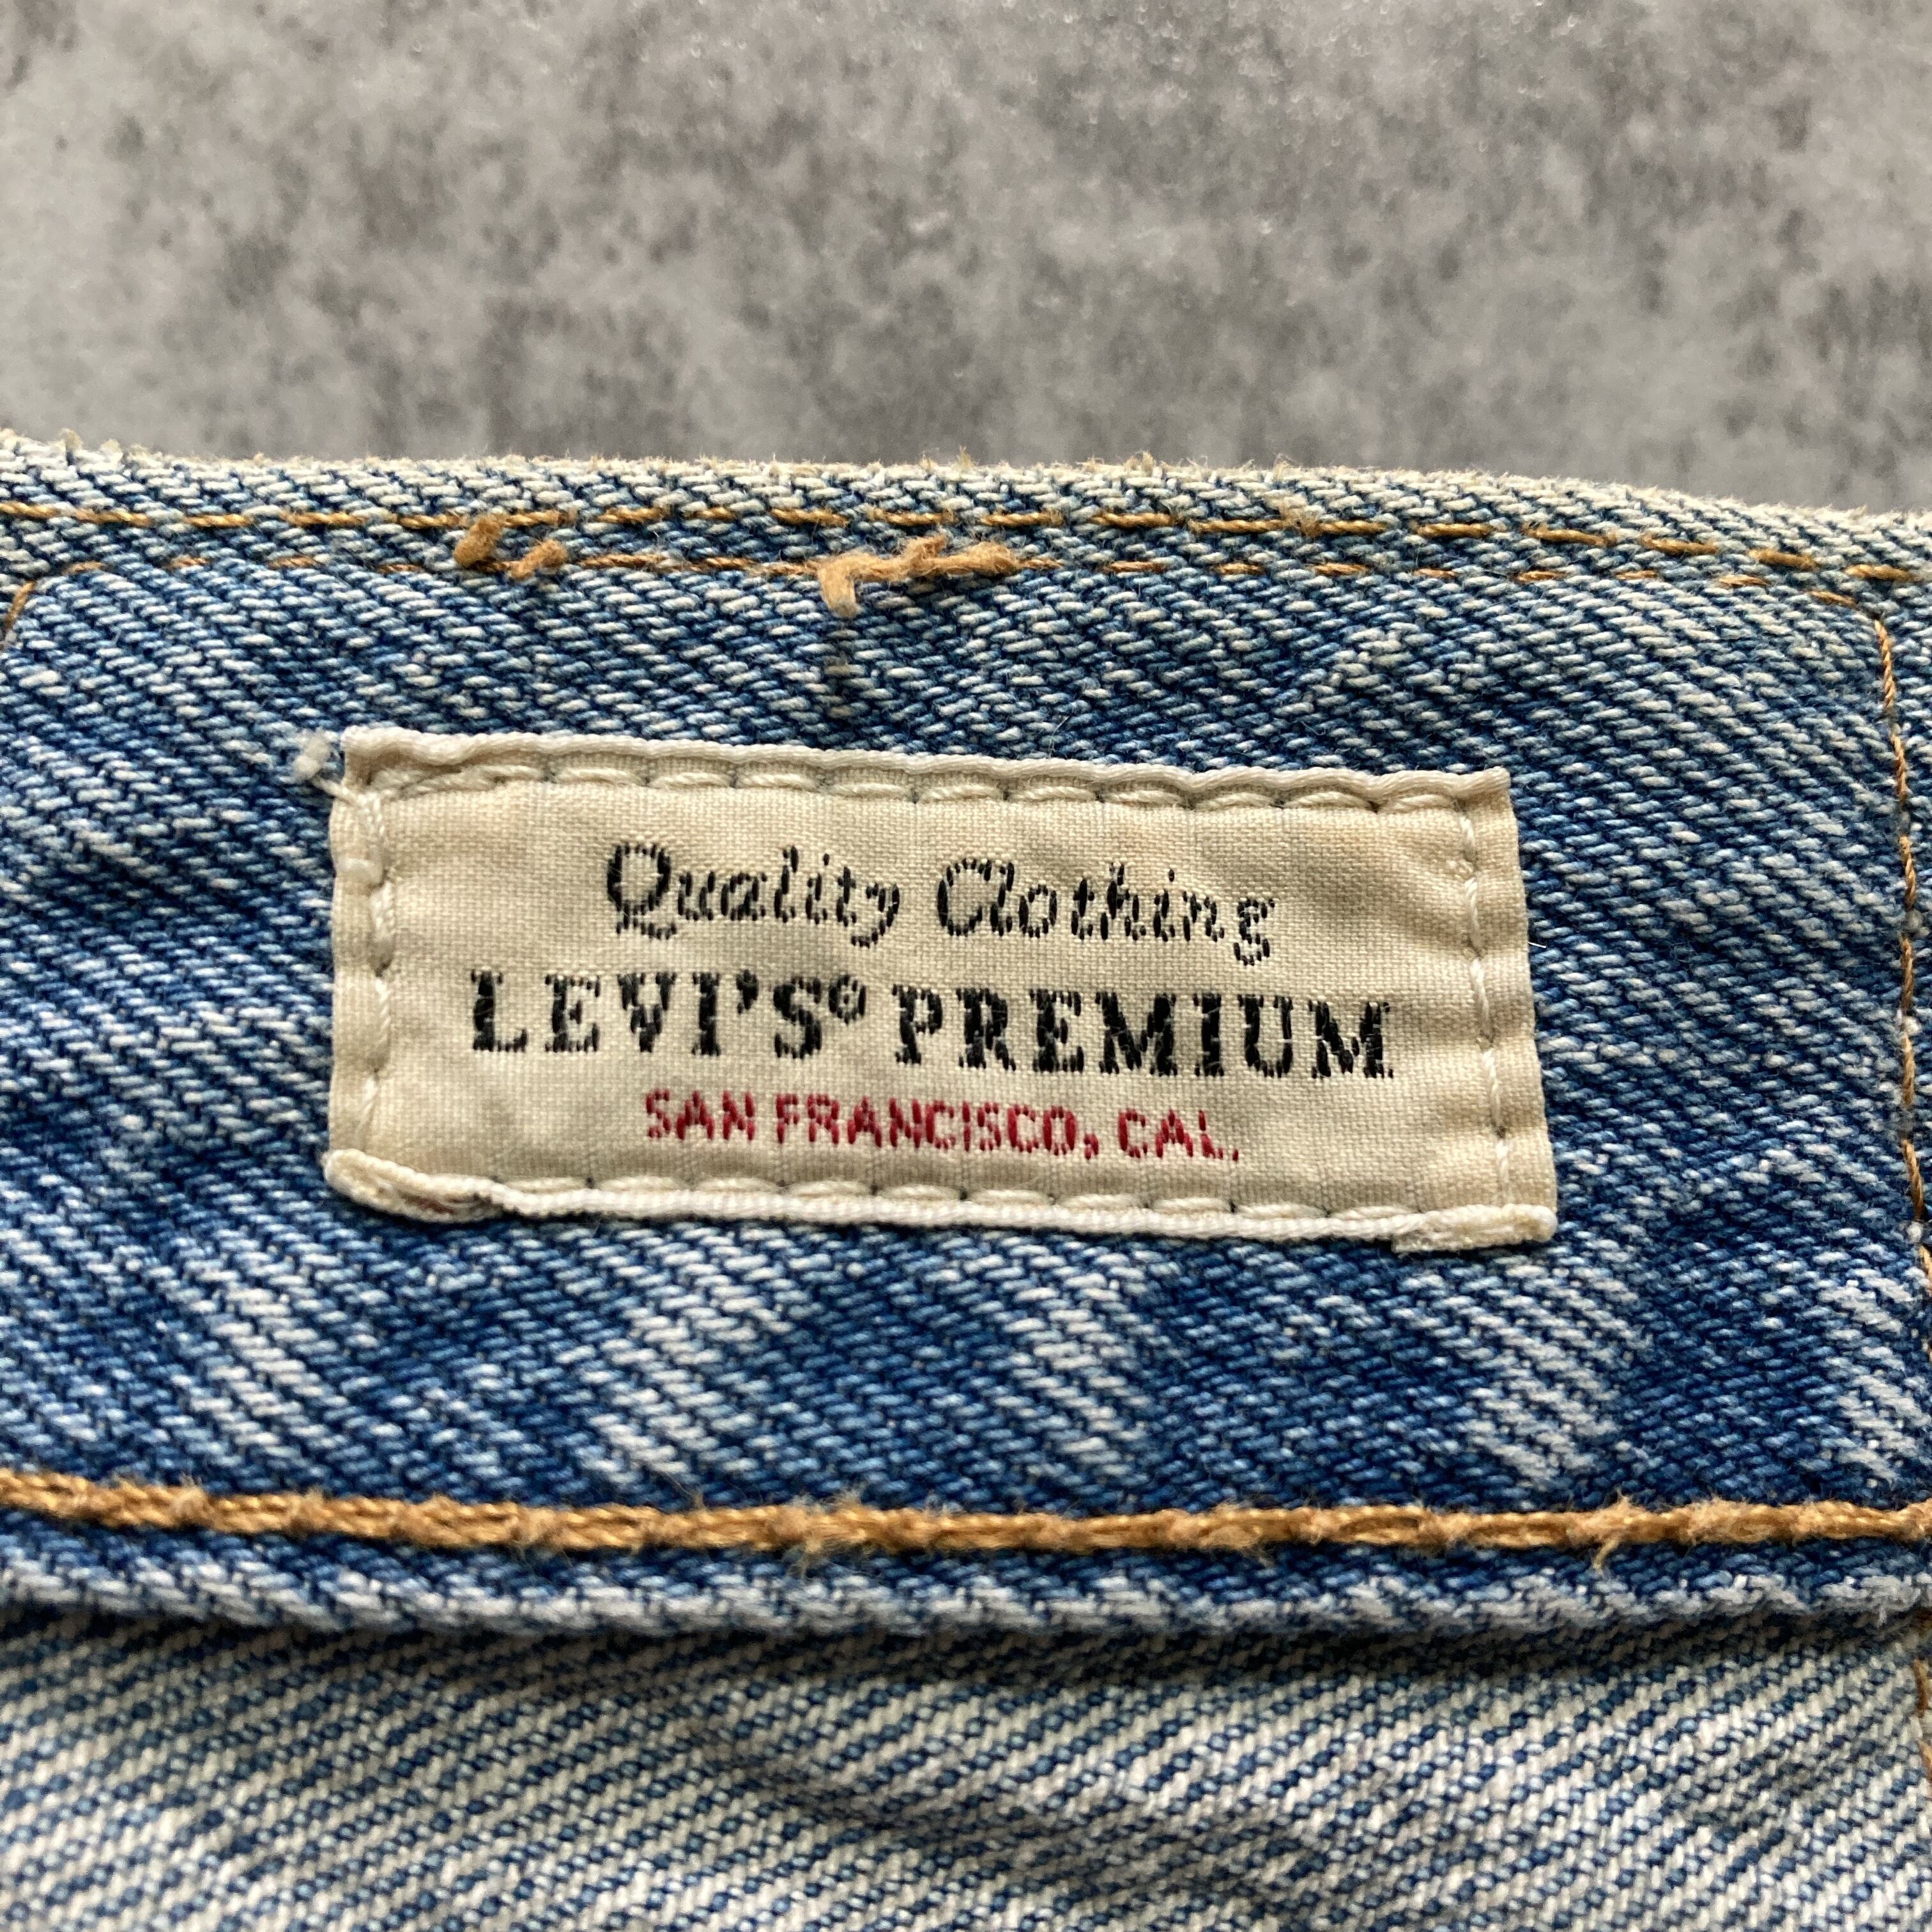 Quality Clothing
LEVI'S® PREMIUM
SAN FRANCISCO, CAL.